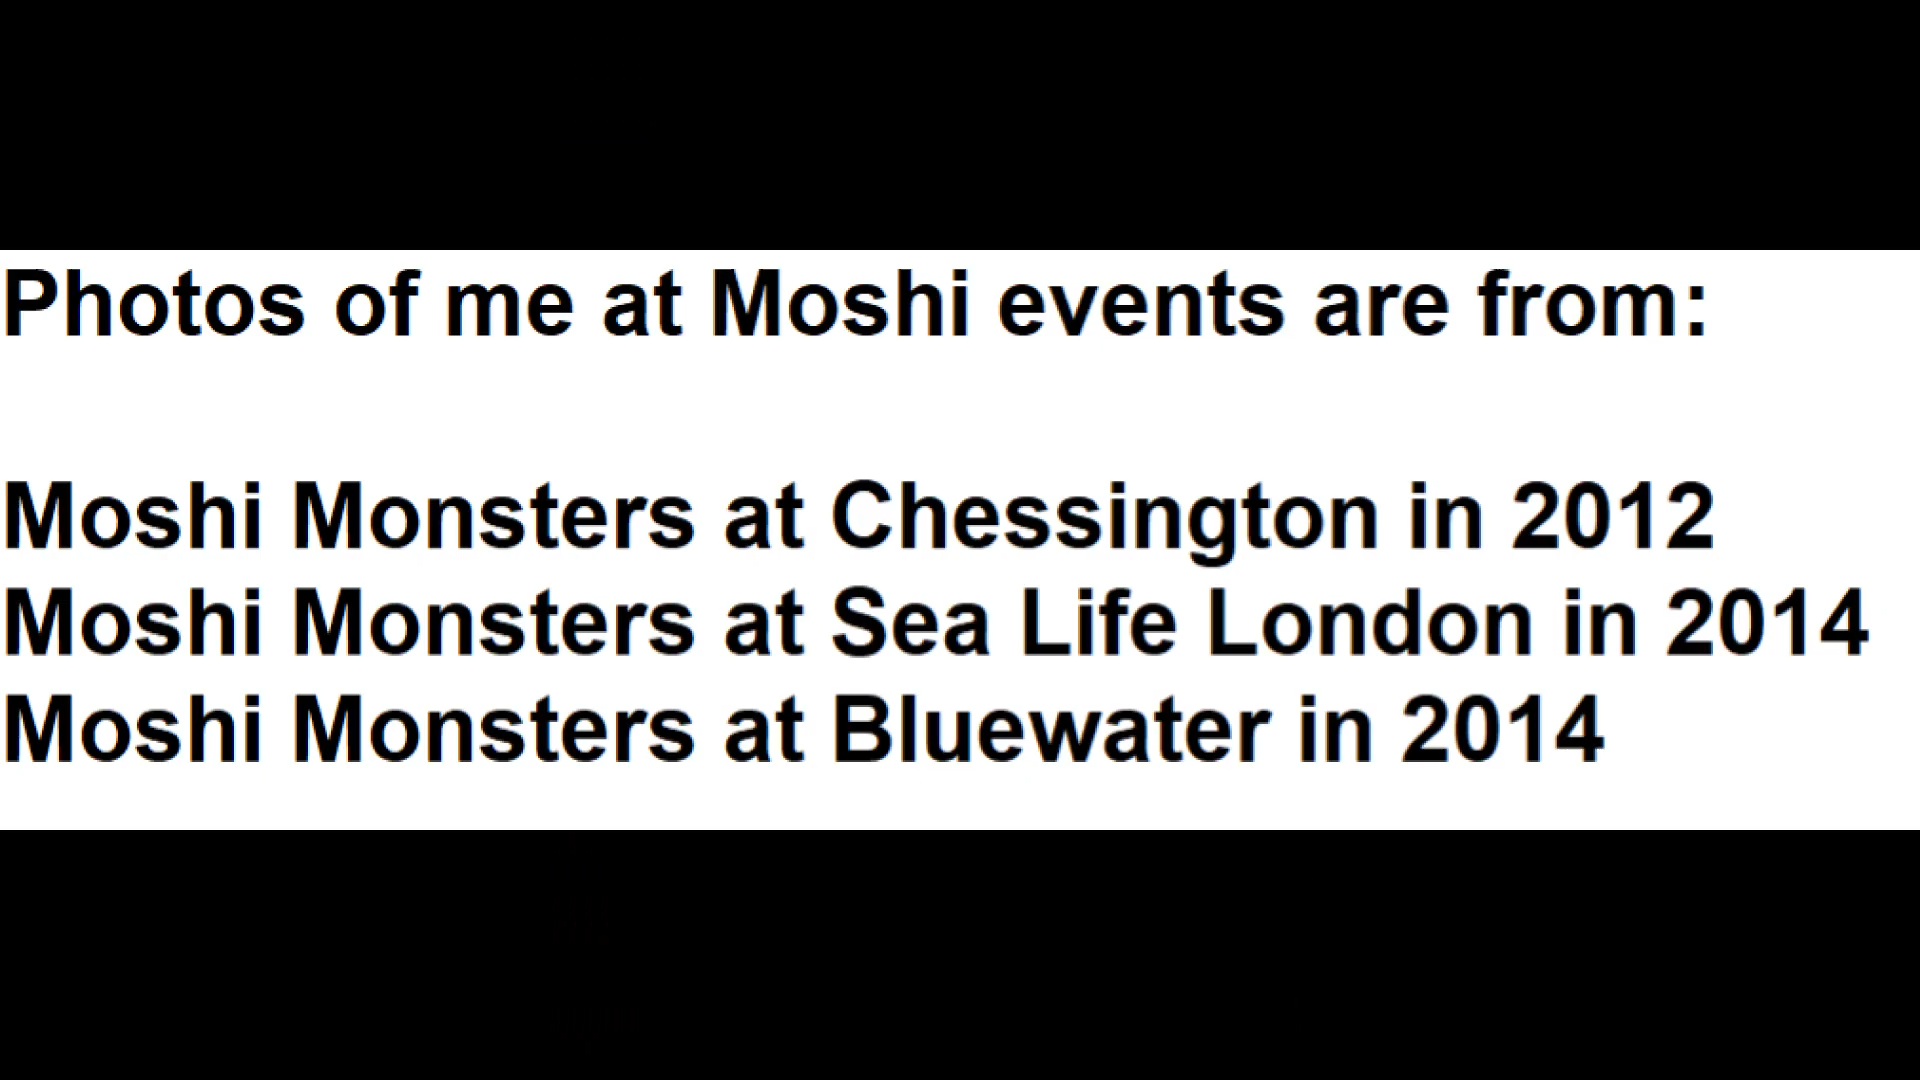 Photos of me at Moshi events are from:
Moshi Monsters at Chessington in 2012
Moshi Monsters at Sea Life London in 2014
Moshi Monsters at Bluewater in 2014